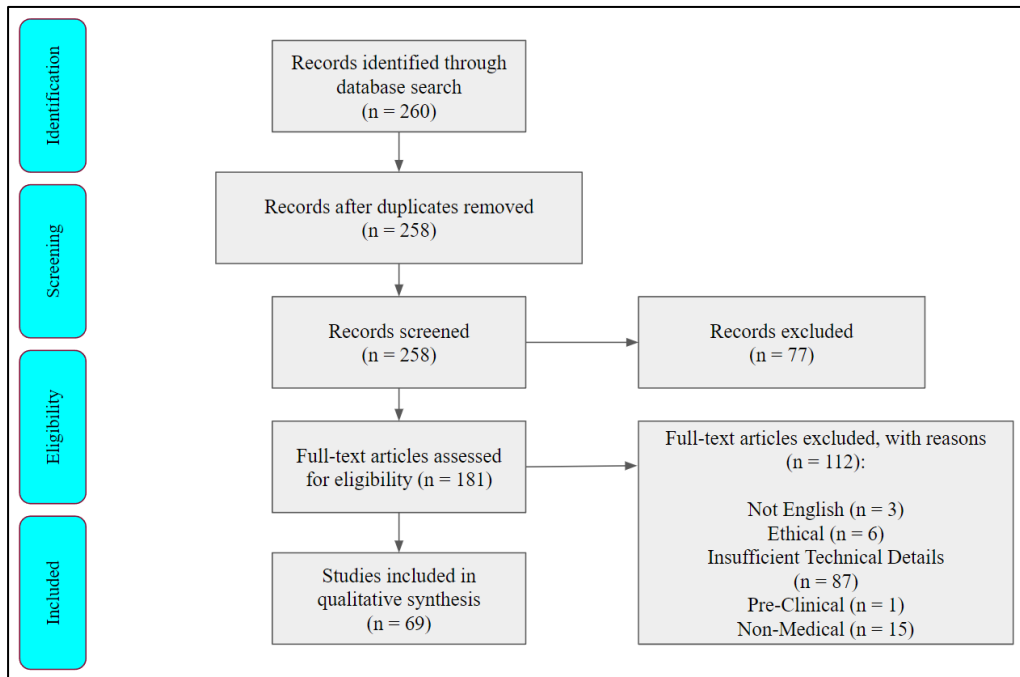 Identification
Records identified through
database search
(n = 260)
Records after duplicates removed
(n = 258)
Screening
Records screened
(n = 258)
Records excluded
(n = 77)
Eligibility
Full-text articles assessed
for eligibility (n = 181)
Full-text articles excluded, with reasons
(n = 112):
Not English (n = 3)
Ethical (n = 6)
Insufficient Technical Details
(n = 87)
Pre-Clinical (n = 1)
Non-Medical (n = 15)
Included
Studies included in
qualitative synthesis
(n = 69)